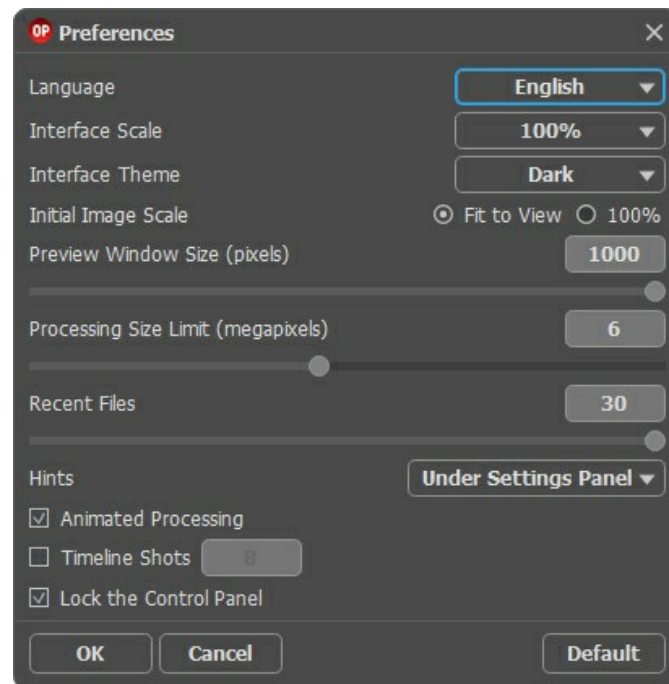 OP Preferences
Language English
Interface Scale 100%
Interface Theme Dark
Initial Image Scale Fit to View 100%
Preview Window Size (pixels) 1000
Processing Size Limit (megapixels) 6
Recent Files 30
Hints Under Settings Panel
Animated Processing
Timeline Shots 8
Lock the Control Panel
OK Cancel Default